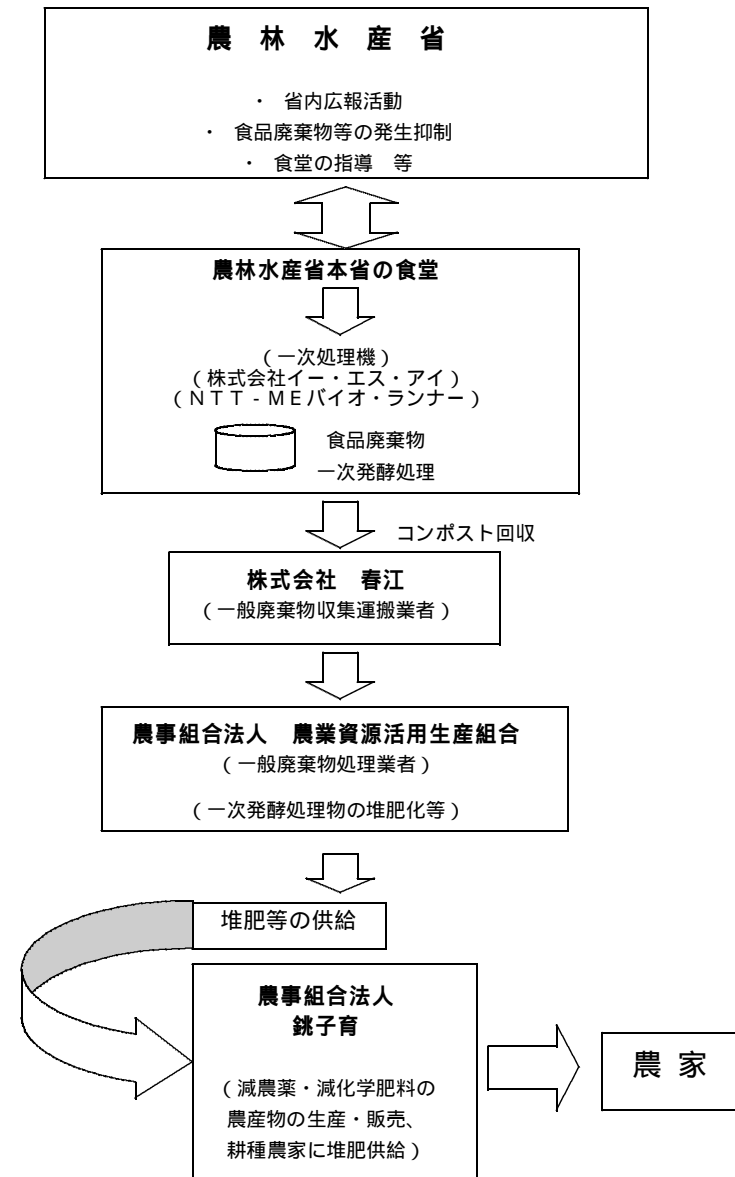 農 林 水 産 省
・ 省内広報活動
・ 食品廃棄物等の発生抑制
・ 食堂の指導 等
農林水産省本省の食堂
（一次処理機）
（株式会社イー・エス・アイ）
（ＮＴＴ-ＭＥバイオ・ランナー）
食品廃棄物
一次発酵処理
コンポスト回収
株式会社 春江
（一般廃棄物収集運搬業者）
農事組合法人 農業資源活用生産組合
（一般廃棄物処理業者）
（一次発酵処理物の堆肥化等）
堆肥等の供給
農事組合法人
銚子育
（減農薬・減化学肥料の
農産物の生産・販売、
耕種農家に堆肥供給）
農 家